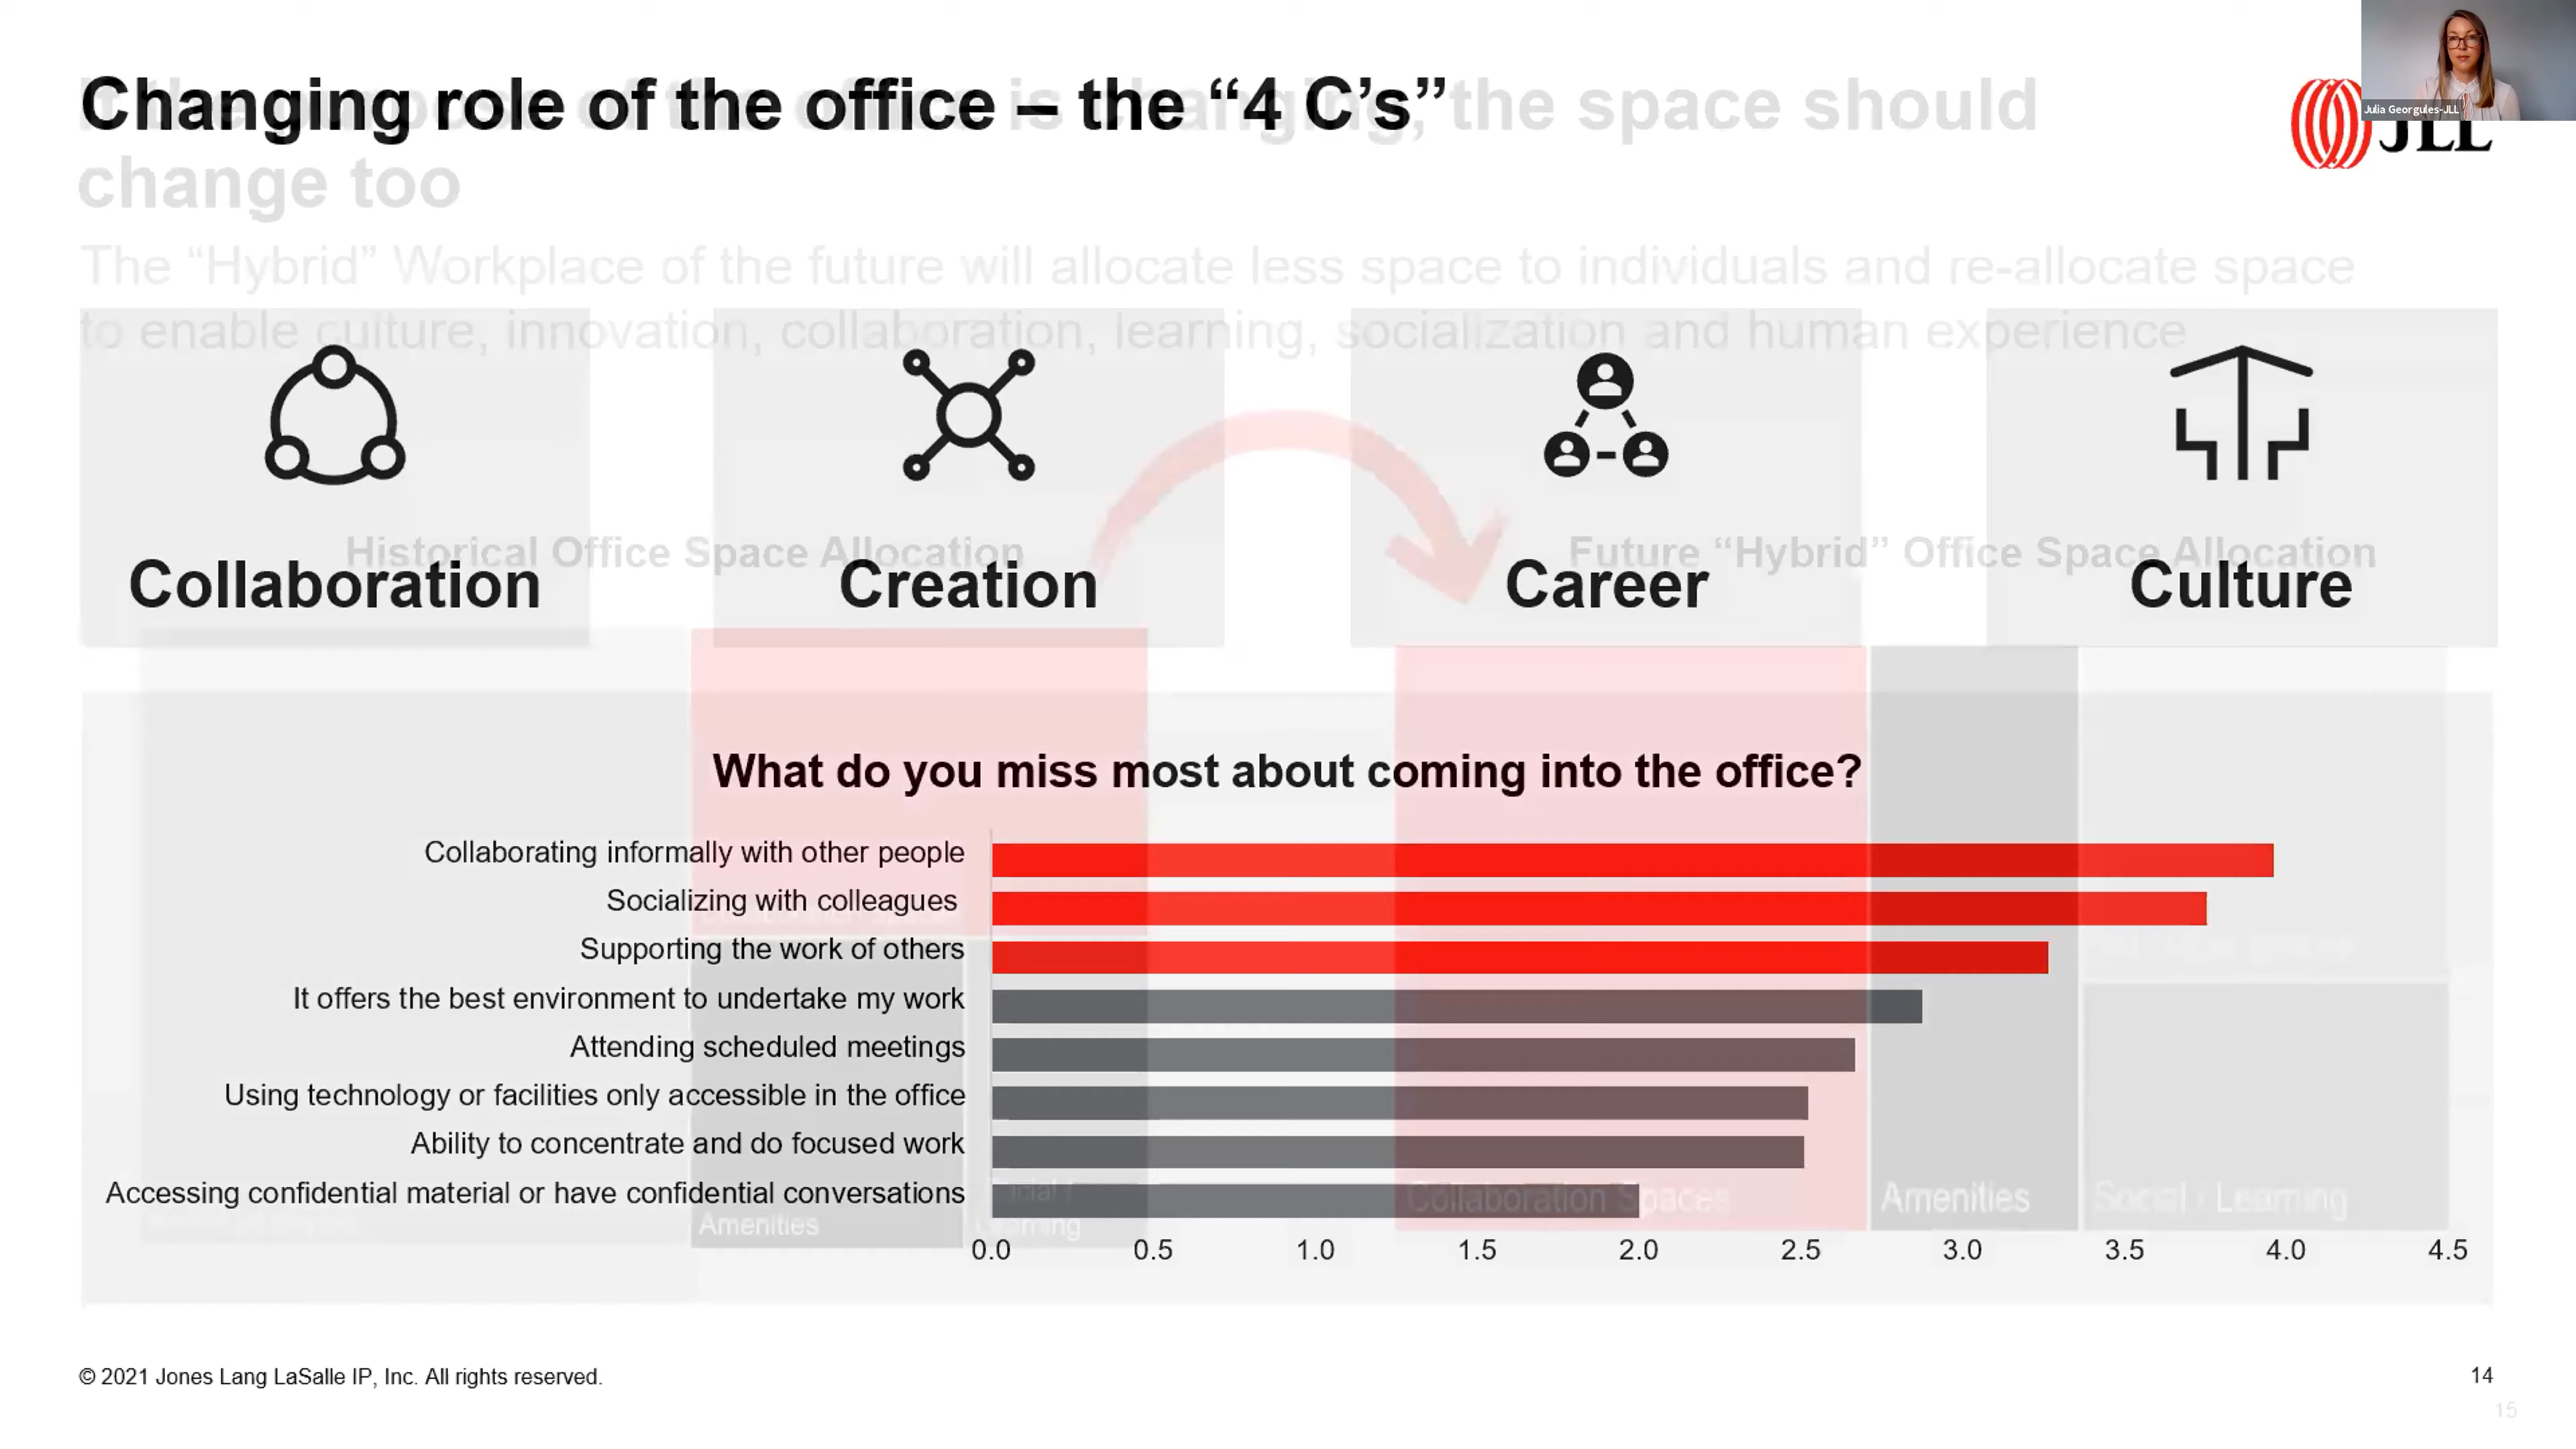 Changing role of the office – the “4 C’s”
is changing, the space should
change too
The “Hybrid” Workplace of the future will allocate less space to individuals and re-allocate space
to enable culture, innovation, collaboration, learning, socialization and human experience
Julia Georgules-JLL
JLL
Historical Office Space Allocation
Future “Hybrid” Office Space Allocation
Collaboration
Creation
Career
Culture
What do you miss most about coming into the office?
Collaborating informally with other people
Socializing with colleagues
Supporting the work of others
It offers the best environment to undertake my work
Attending scheduled meetings
Using technology or facilities only accessible in the office
Ability to concentrate and do focused work
Accessing confidential material or have confidential conversations
Amenities
Collaboration Spaces
Amenities
Social / Learning
0.0 0.5 1.0 1.5 2.0 2.5 3.0 3.5 4.0 4.5
© 2021 Jones Lang LaSalle IP, Inc. All rights reserved.
14
15